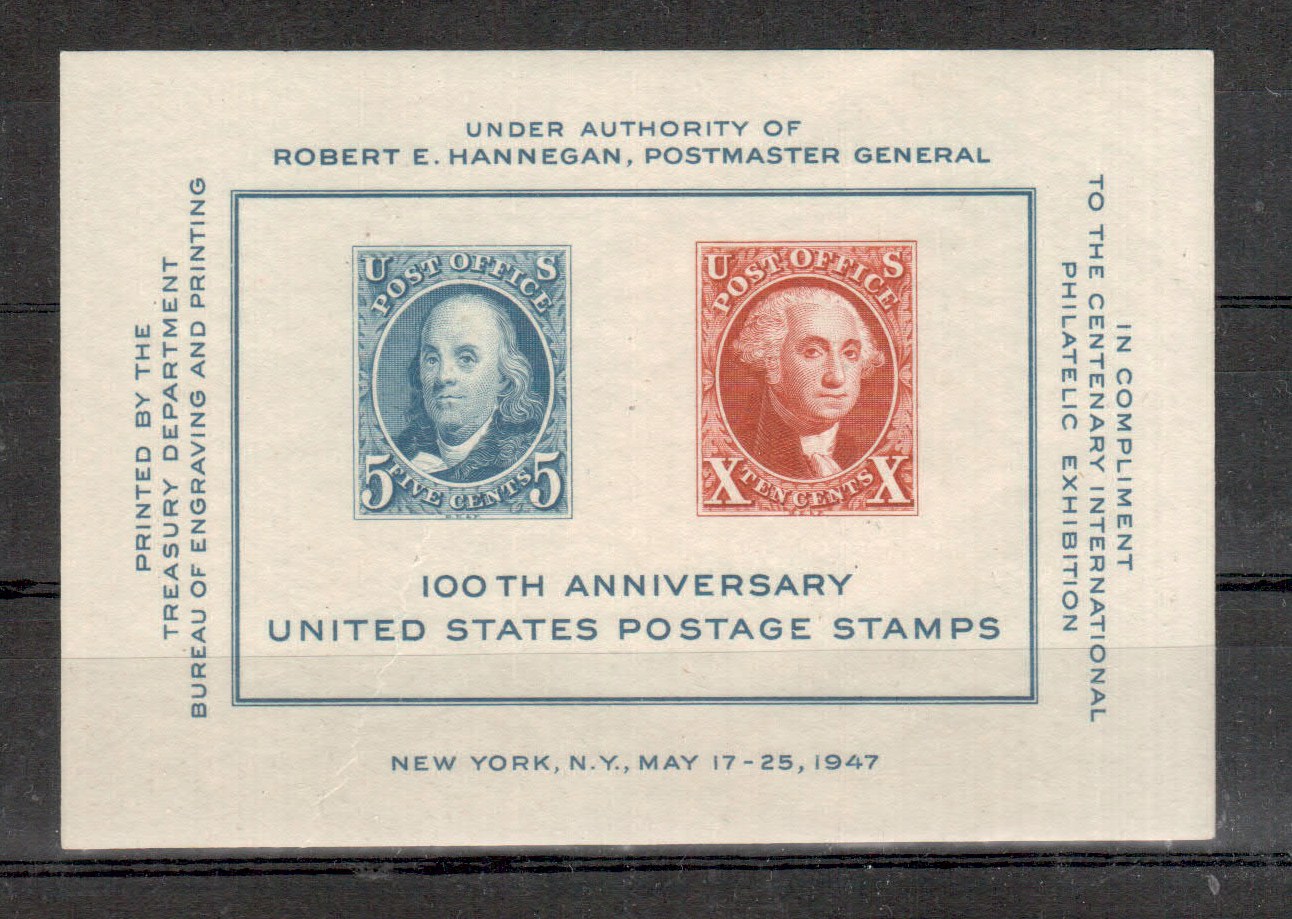 UNDER AUTHORITY OF
ROBERT E. HANNEGAN, POSTMASTER GENERAL
PRINTED BY THE
TREASURY DEPARTMENT
BUREAU OF ENGRAVING AND PRINTING
U S
POST OFFICE
5 FIVE CENTS 5
U S
POST OFFICE
X TEN CENTS X
100TH ANNIVERSARY
UNITED STATES POSTAGE STAMPS
IN COMPLIMENT
TO THE CENTENARY INTERNATIONAL
PHILATELIC EXHIBITION
NEW YORK, N.Y., MAY 17-25, 1947